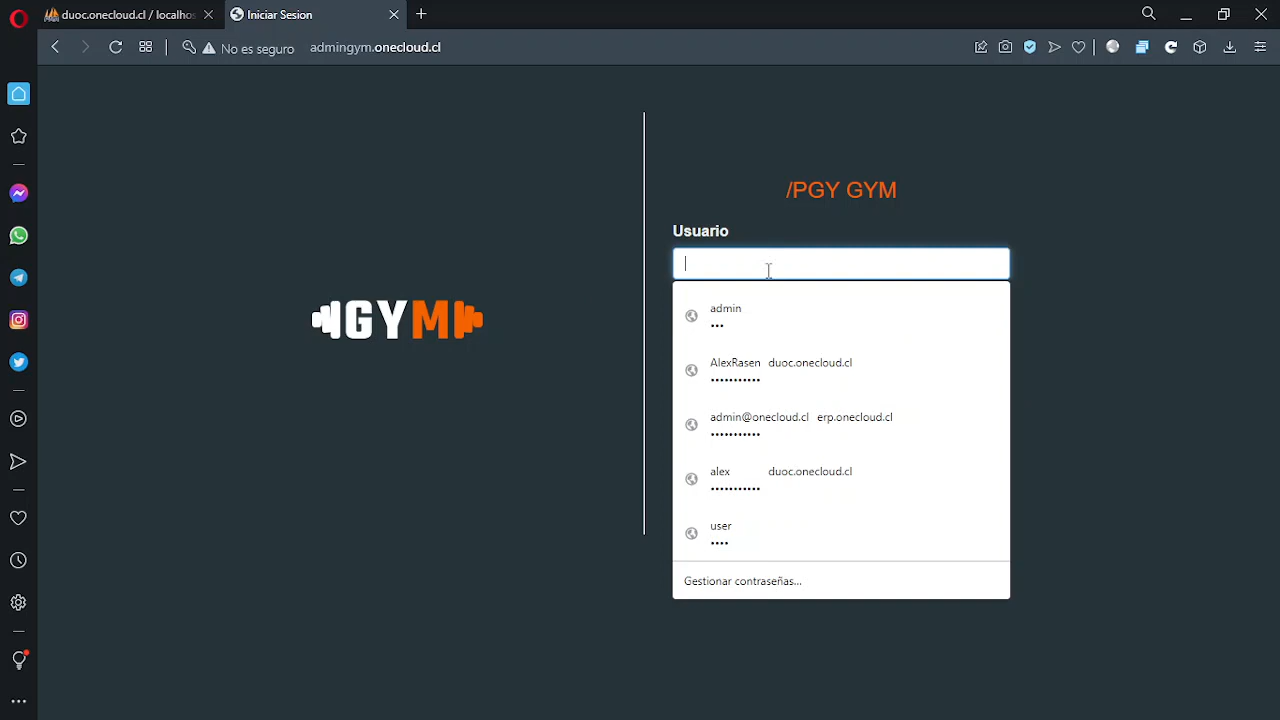 duoc.onecloud.cl / localhos
Iniciar Sesion
No es seguro
admingym.onecloud.cl
/PGY GYM
Usuario
GYM
admin
•••
AlexRasen duoc.onecloud.cl
•••••••••••
admin@onecloud.cl erp.onecloud.cl
•••••••••••
alex duoc.onecloud.cl
•••••••••••
user
••••
Gestionar contraseñas...